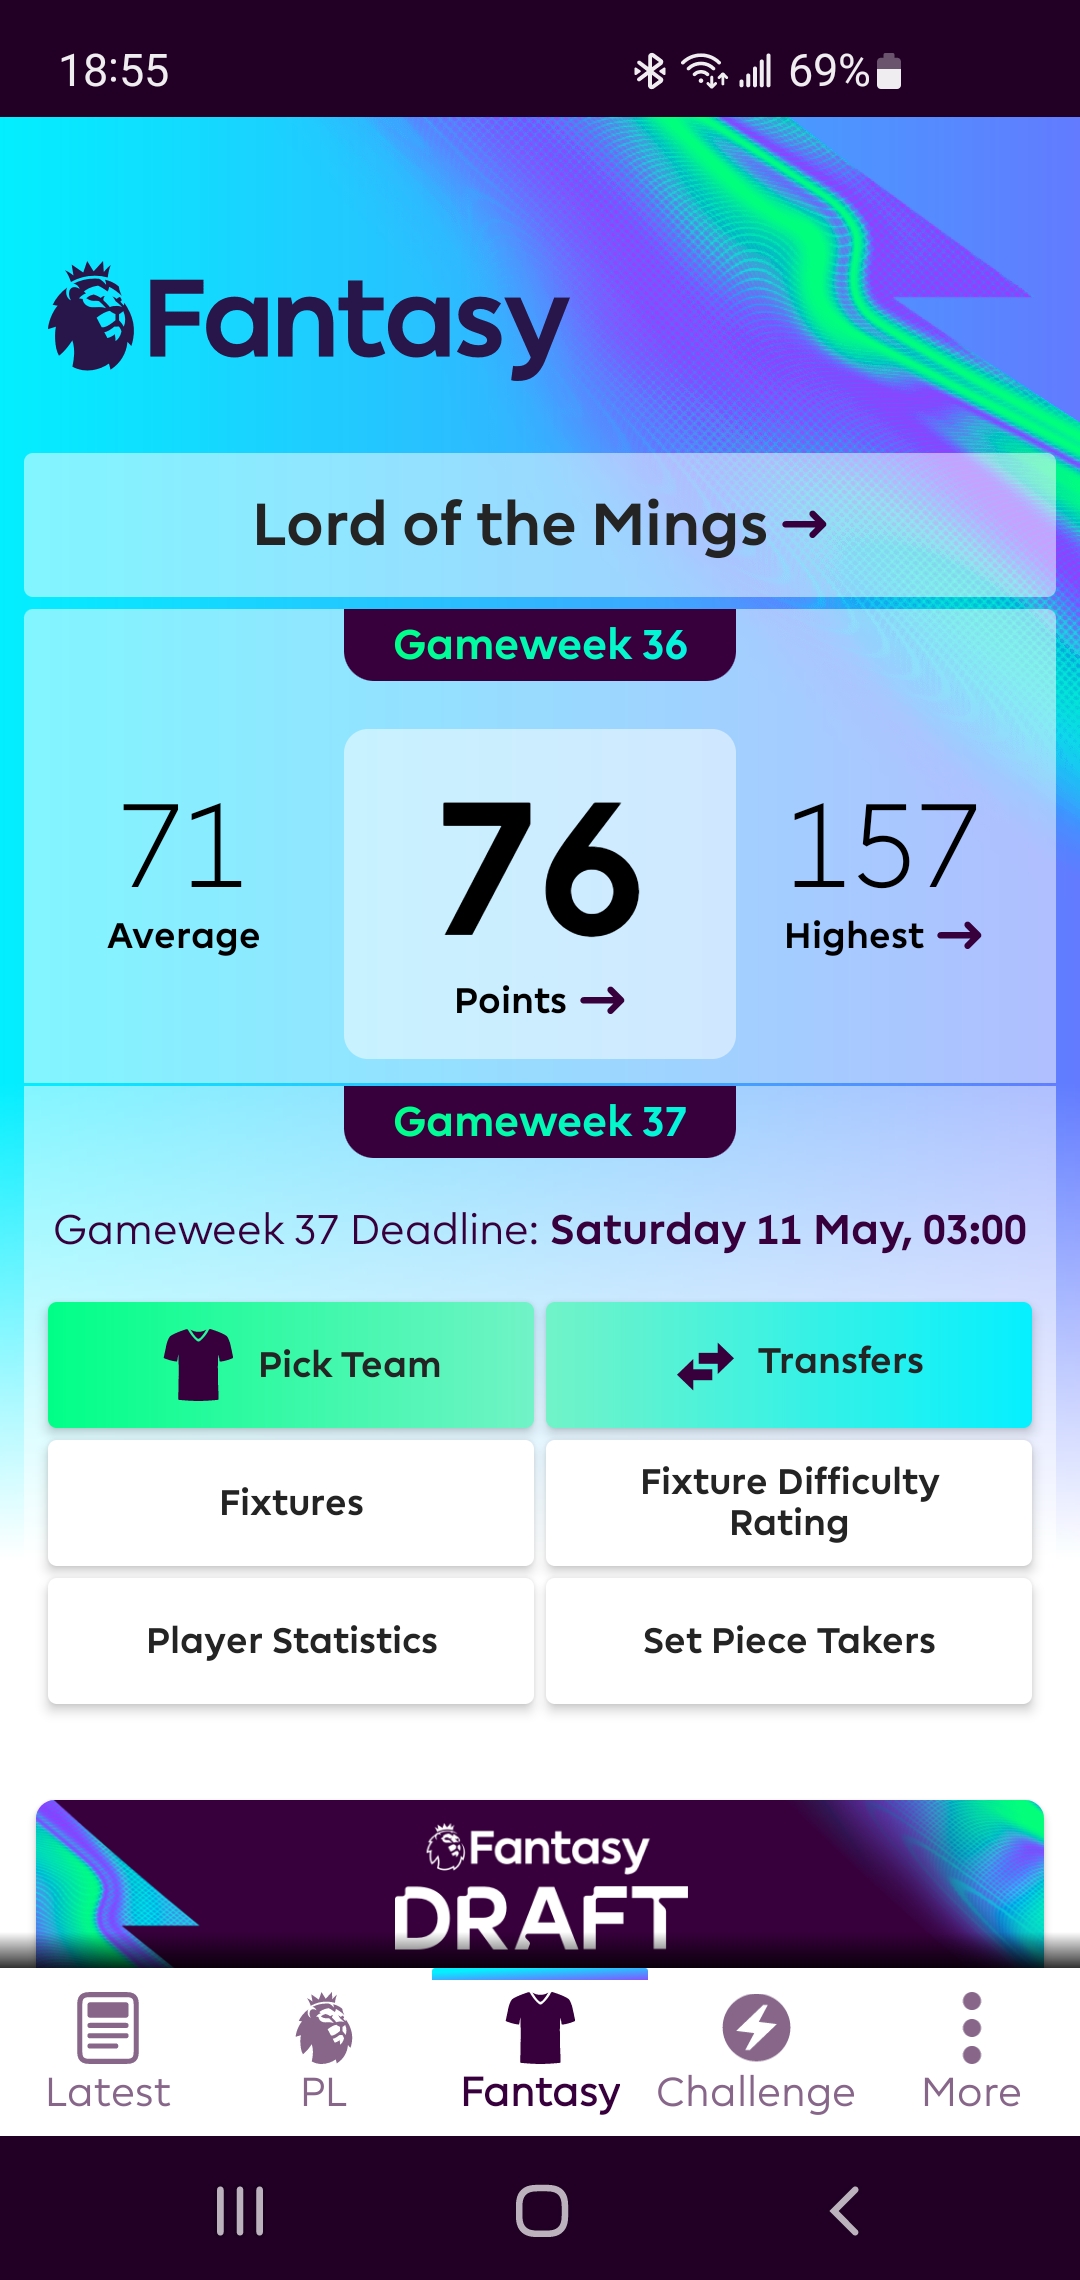 18:55
69%
Fantasy
Lord of the Mings
Gameweek 36
71
Average
76
Points
157
Highest
Gameweek 37
Gameweek 37 Deadline: Saturday 11 May, 03:00
Pick Team
Transfers
Fixtures
Fixture Difficulty
Rating
Player Statistics
Set Piece Takers
Fantasy
DRAFT
Latest
PL
Fantasy
Challenge
More